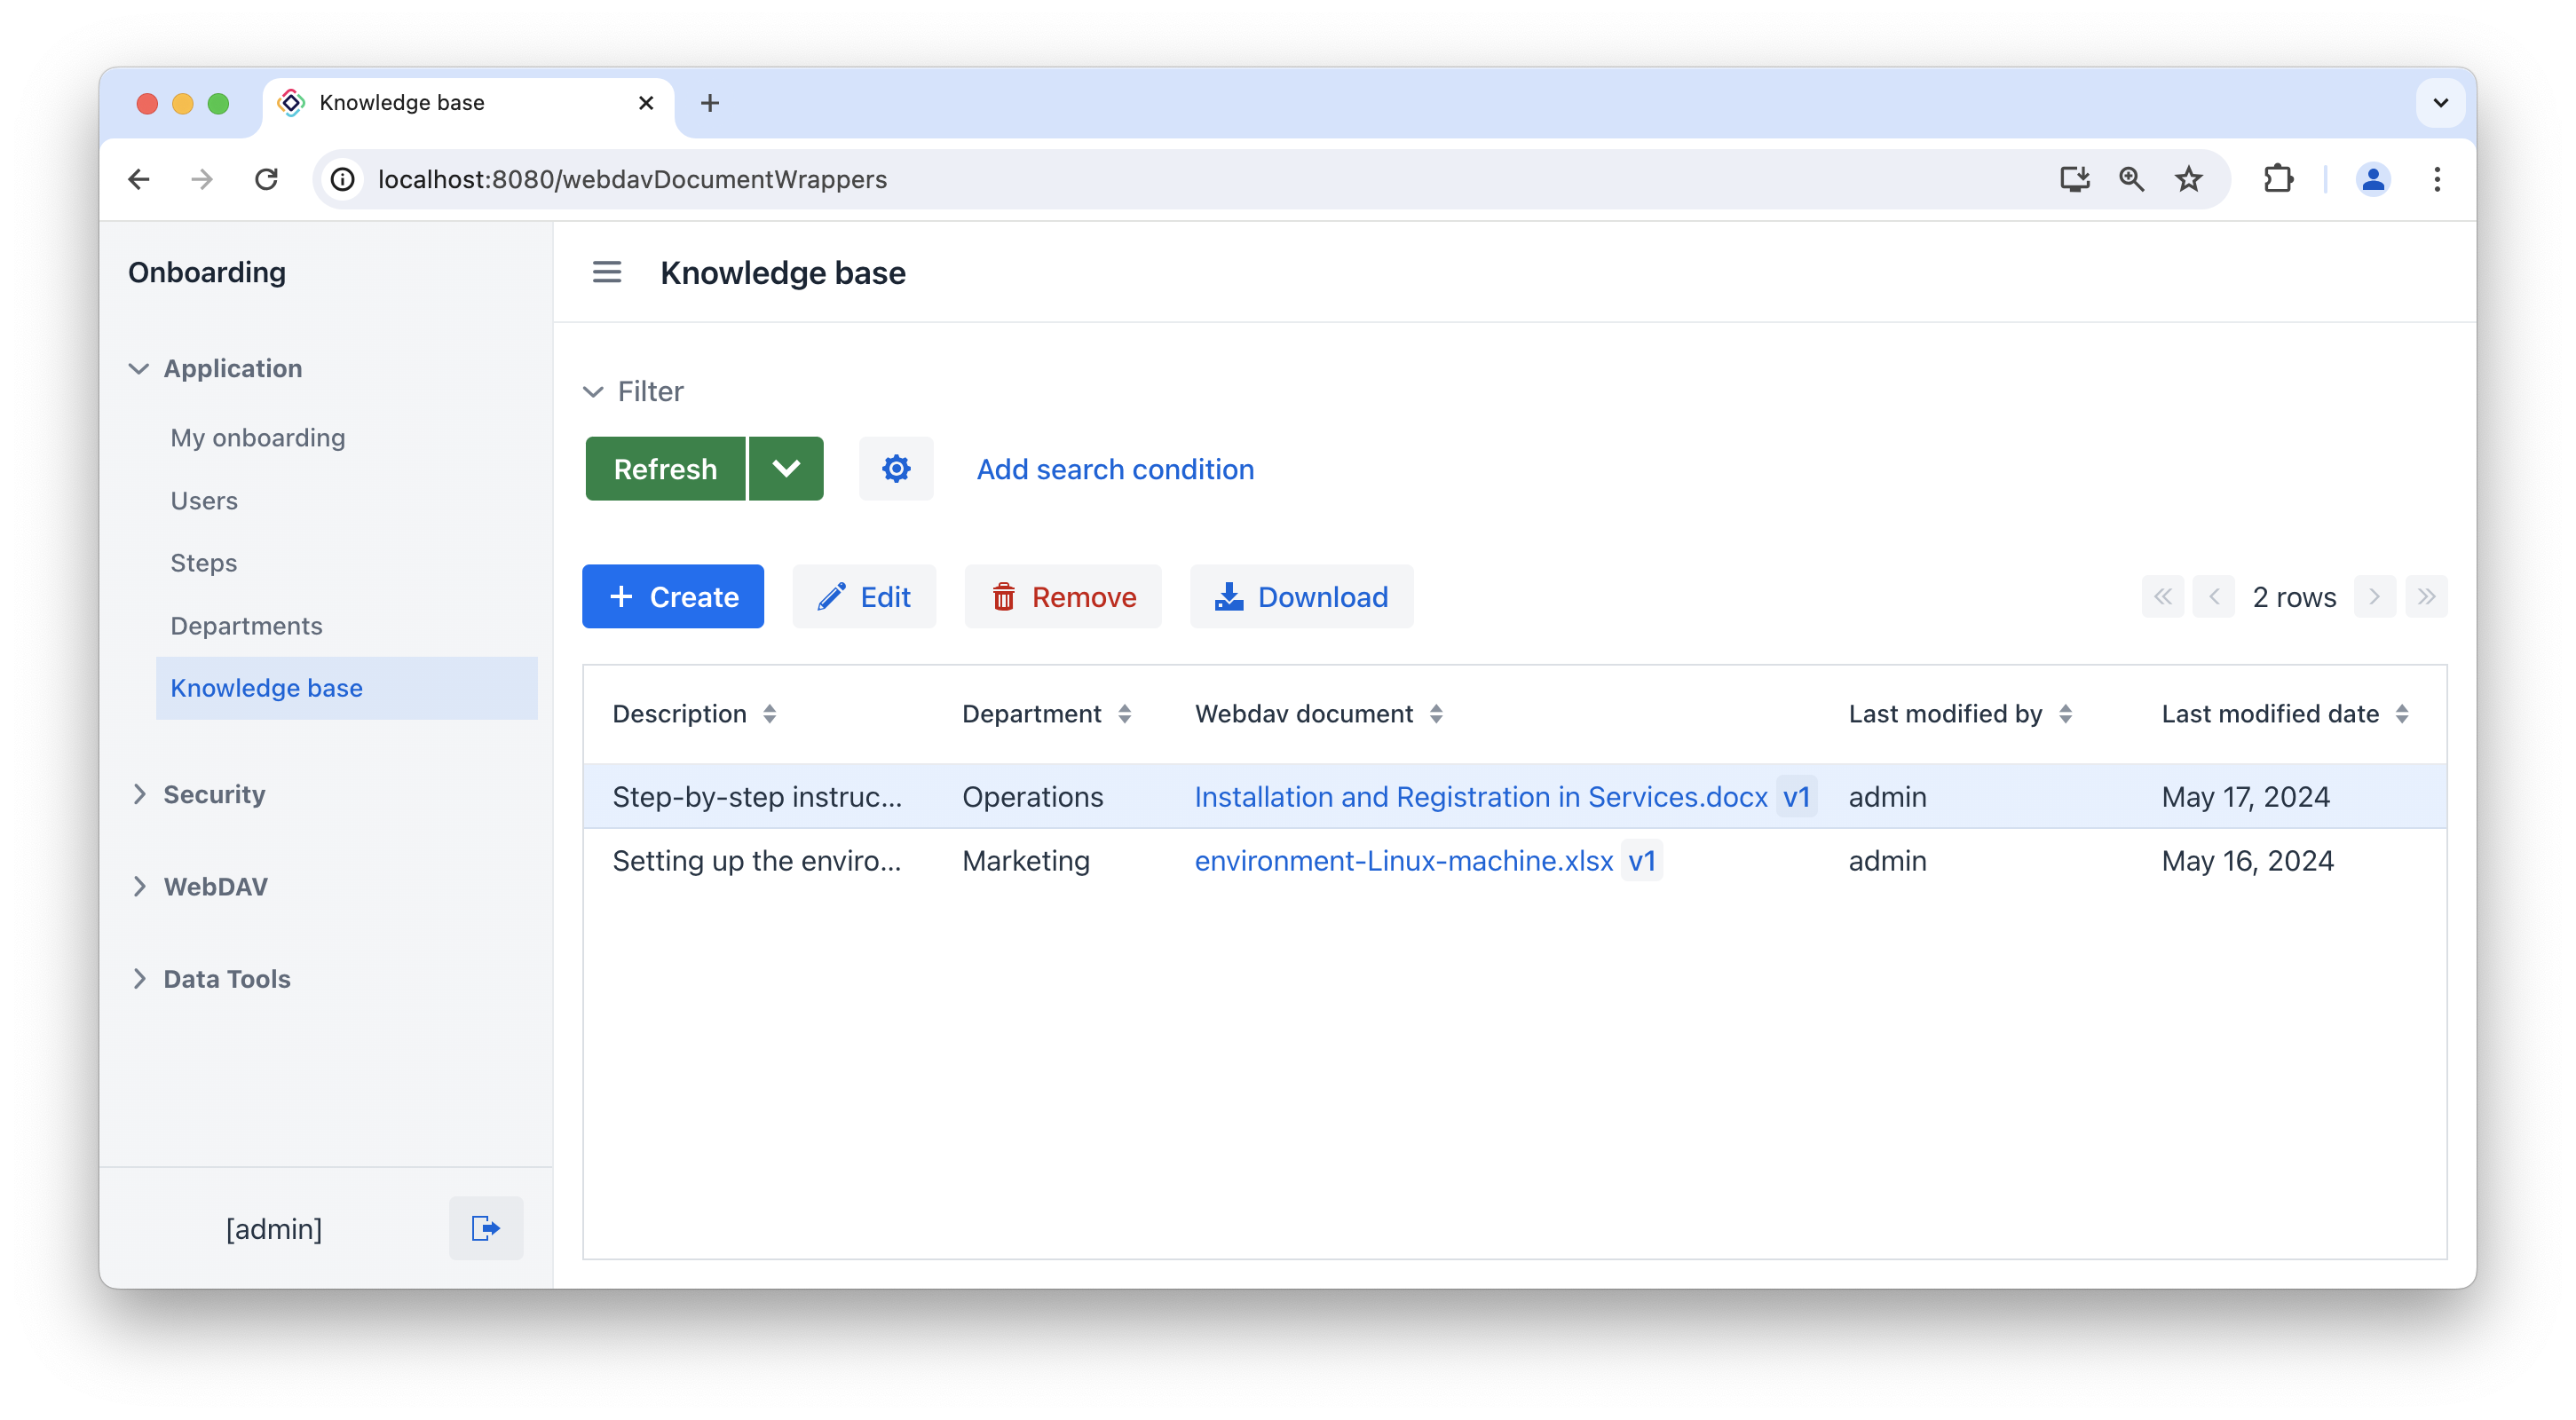 Knowledge base
localhost:8080/webdavDocumentWrappers
Onboarding
Application
My onboarding
Users
Steps
Departments
Knowledge base
Security
WebDAV
Data Tools
[admin]
Knowledge base
Filter
Refresh Add search condition
Create Edit Remove Download 2 rows
Description Department Webdav document Last modified by Last modified date
Step-by-step instruc... Operations Installation and Registration in Services.docx v1 admin May 17, 2024
Setting up the enviro... Marketing environment-Linux-machine.xlsx v1 admin May 16, 2024